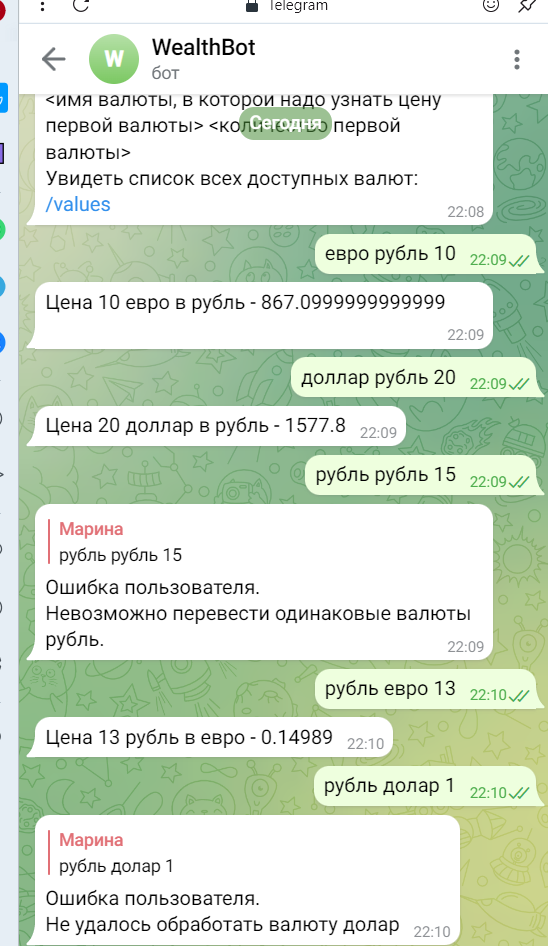 Telegram
W
WealthBot
бот
<имя валюты, в которой надо узнать цену
первой валюты> первой
Сегодня
валюты>
Увидеть список всех доступных валют:
/values
22:08
евро рубль 10 22:09
Цена 10 евро в рубль - 867.0999999999999
22:09
доллар рубль 20 22:09
Цена 20 доллар в рубль - 1577.8 22:09
рубль рубль 15 22:09
Марина
рубль рубль 15
Ошибка пользователя.
Невозможно перевести одинаковые валюты
рубль.
22:09
рубль евро 13 22:10
Цена 13 рубль в евро - 0.14989 22:10
рубль долар 1 22:10
Марина
рубль долар 1
Ошибка пользователя.
Не удалось обработать валюту долар 22:10